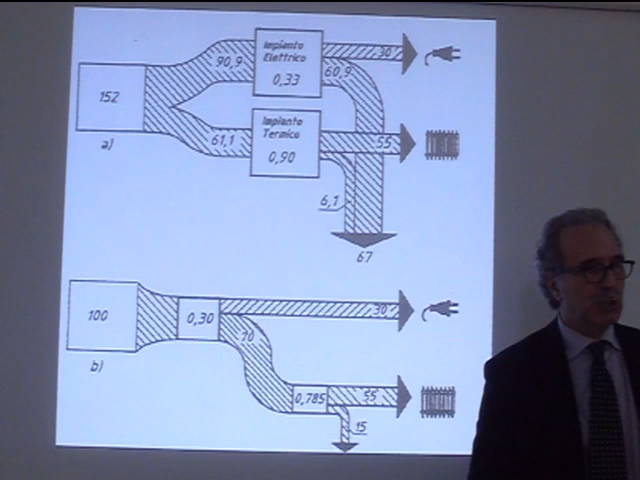 152
a)
90,9
61,1
Impianto
Elettrico
0,33
Impianto
Termico
0,90
30
60,9
55
6,1
67
100
b)
0,30
30
70
0,785
55
15